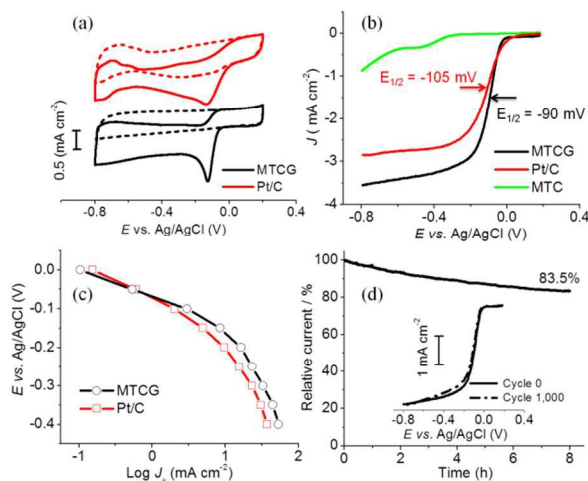 (a)
0.5 (mA cm⁻²)
MTCG
Pt/C
-0.8 -0.4 0.0 0.4
E vs. Ag/AgCl (V)
(b)
J ( mA cm⁻²)
0
-1
-2
-3
-4
E1/2 = -105 mV
E1/2 = -90 mV
MTCG
Pt/C
MTC
-0.8 -0.4 0.0 0.4
E vs. Ag/AgCl (V)
(c)
E vs. Ag/AgCl (V)
0.0
-0.1
-0.2
-0.3
-0.4
MTCG
Pt/C
-1 0 1 2
Log J (mA cm⁻²)
(d)
Relative current / %
100
80
60
40
20
0
83.5%
1 mA cm⁻²
Cycle 0
Cycle 1,000
-0.8 -0.4 0.0
E vs. Ag/AgCl (V)
0 2 4 6 8
Time (h)